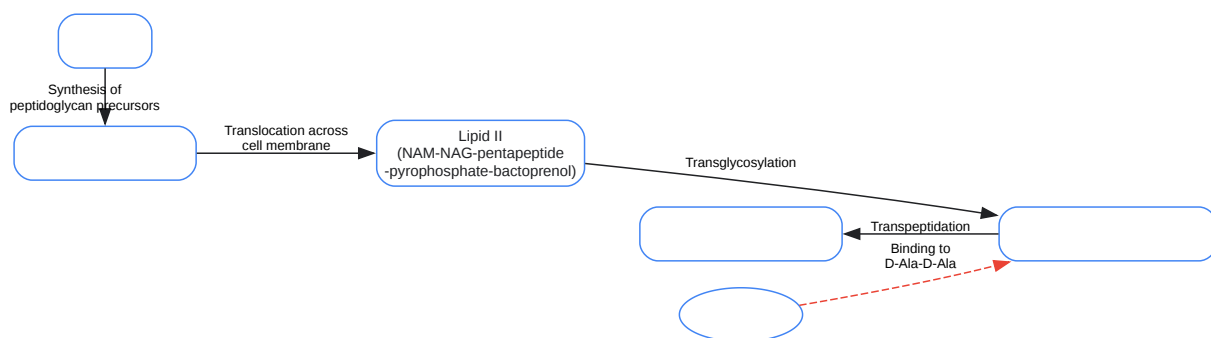 Synthesis of
peptidoglycan precursors
Translocation across
cell membrane
Lipid II
(NAM-NAG-pentapeptide
-pyrophosphate-bactoprenol)
Transglycosylation
Transpeptidation
Binding to
D-Ala-D-Ala